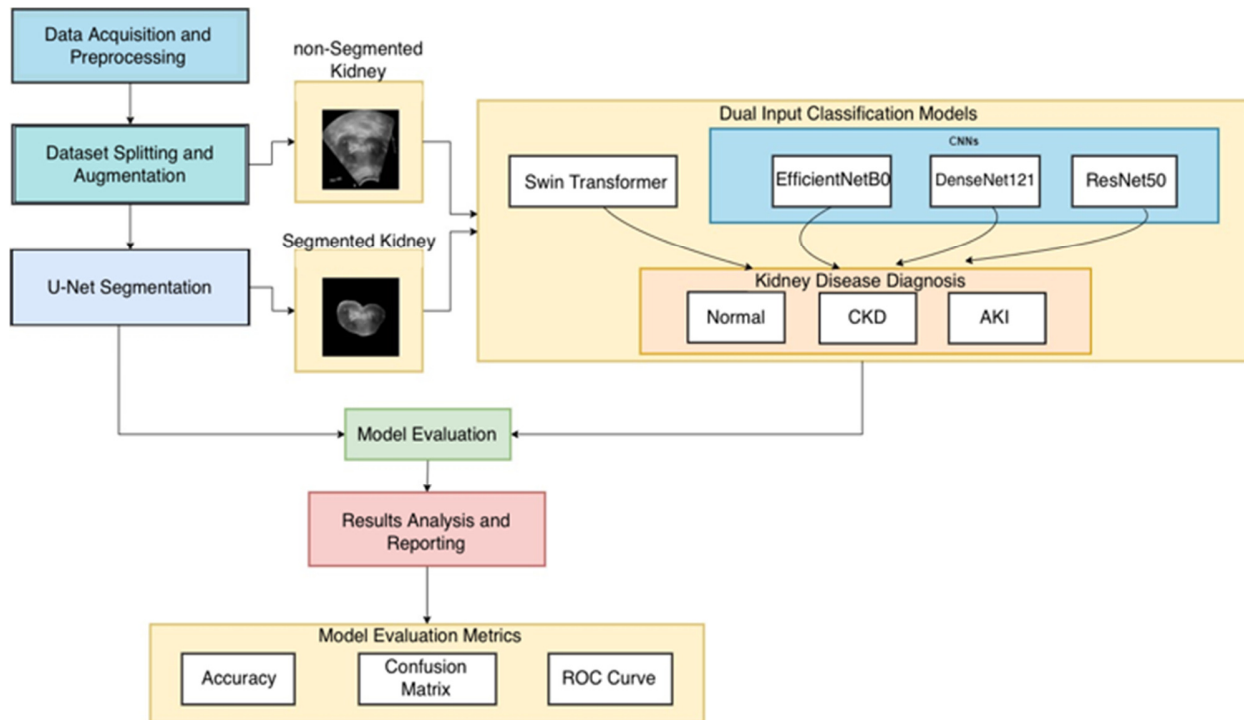 Data Acquisition and
Preprocessing
non-Segmented
Kidney
Dataset Splitting and
Augmentation
Segmented Kidney
U-Net Segmentation
Dual Input Classification Models
CNNs
Swin Transformer
EfficientNetB0
DenseNet121
ResNet50
Kidney Disease Diagnosis
Normal
CKD
AKI
Model Evaluation
Results Analysis and
Reporting
Model Evaluation Metrics
Accuracy
Confusion
Matrix
ROC Curve